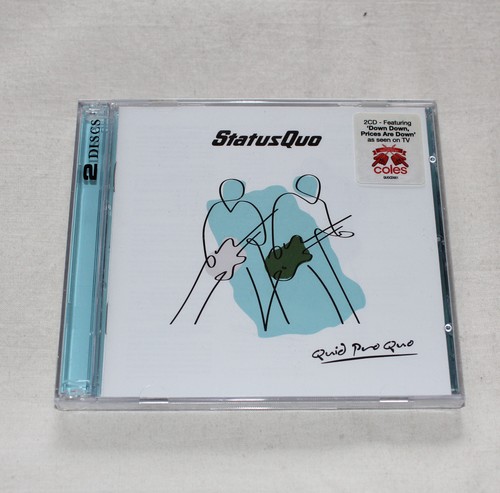 StatusQuo
2CD - Featuring
'Down Down,
Prices Are Down'
as seen on TV
coles
2 DISCS
Quid Pro Quo